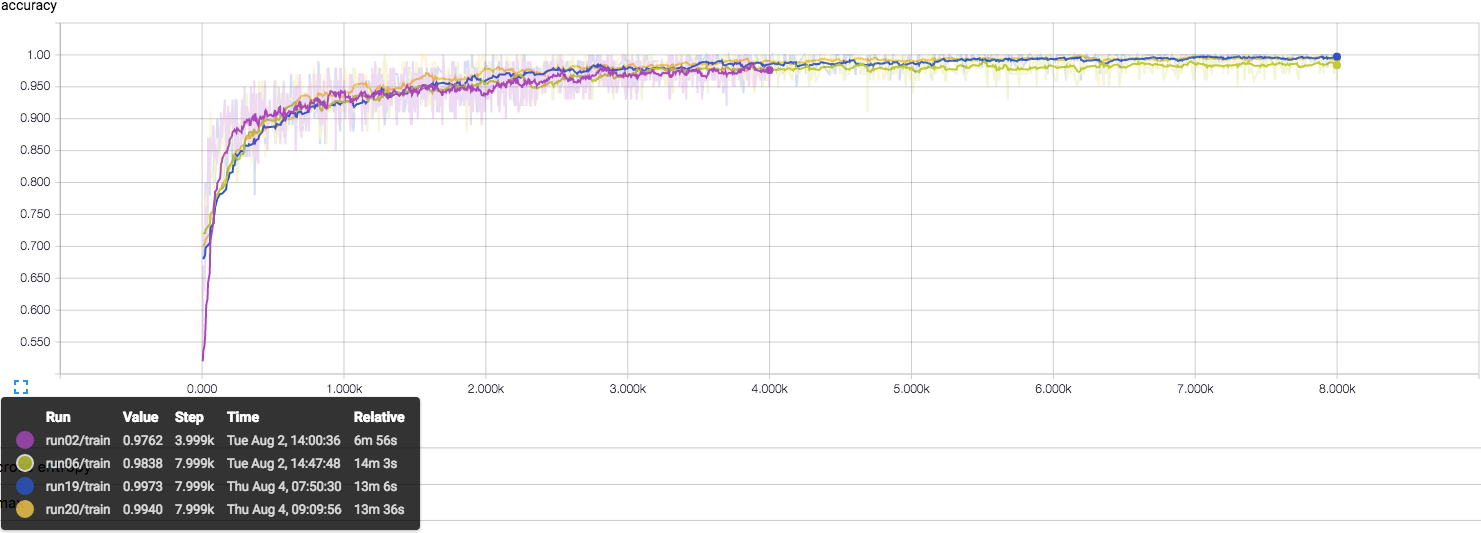 accuracy
1.00
0.950
0.900
0.850
0.800
0.750
0.700
0.650
0.600
0.550
0.000 1.000k 2.000k 3.000k 4.000k 5.000k 6.000k 7.000k 8.000k
Run Value Step Time Relative
run02/train 0.9762 3.999k Tue Aug 2, 14:00:36 6m 56s
run06/train 0.9838 7.999k Tue Aug 2, 14:47:48 14m 3s
run19/train 0.9973 7.999k Thu Aug 4, 07:50:30 13m 6s
run20/train 0.9940 7.999k Thu Aug 4, 09:09:56 13m 36s